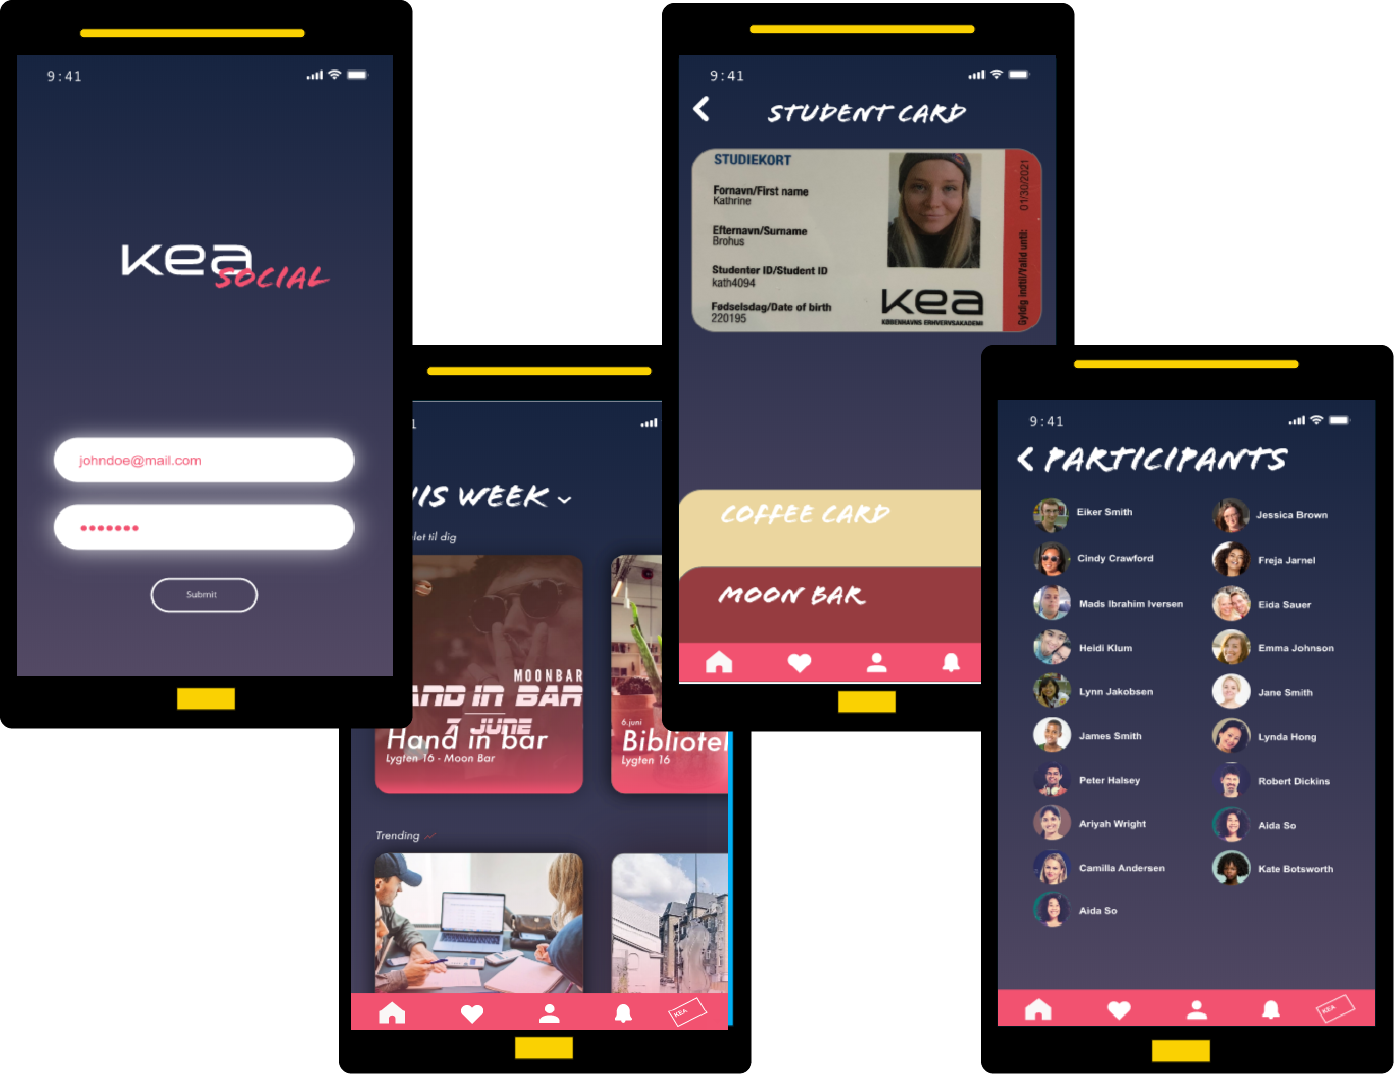 9:41
kea
SOCIAL
johndoe@mail.com
Submit
WEEK
til dig
MOONBAR
IN BAR
7 JUNE
Hand in bar
Lygten 16 - Moon Bar
6.juni
Lygten 16
Trending
KEA
9:41
STUDENT CARD
STUDIEKORT
Fornavn/First name
Kathrine
Efternavn/Surname
Brohus
Studenter ID/Student ID
kath4094
Fødselsdag/Date of birth
220195
kea
KØBENHAVNS ERHVERVSAKADEMI
Gyldig indtil/Valid until: 01/30/2021
COFFEE CARD
MOON BAR
9:41
PARTICIPANTS
Eiker Smith
Jessica Brown
Cindy Crawford
Freja Jarnel
Mads Ibrahim Iversen
Eida Sauer
Heidi Klum
Emma Johnson
Lynn Jakobsen
Jane Smith
James Smith
Lynda Hong
Peter Halsey
Robert Dickins
Ariyah Wright
Aida So
Camilla Andersen
Kate Botsworth
Aida So
KEA